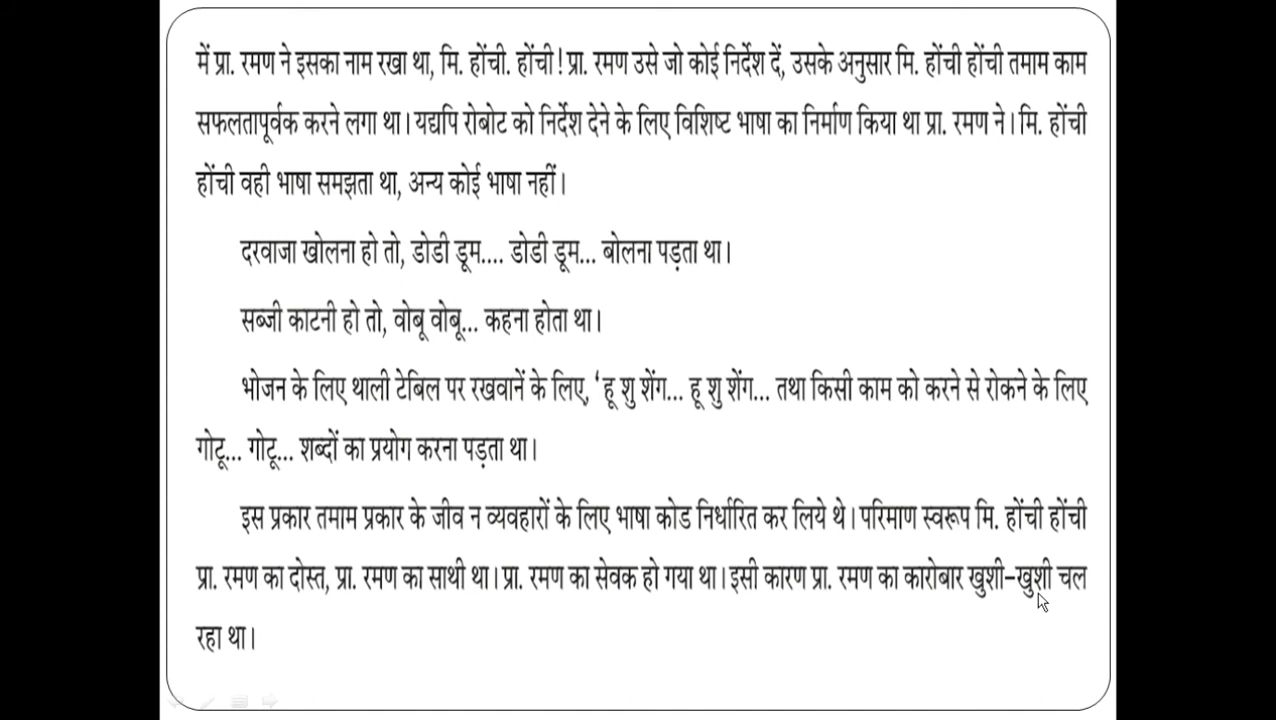 में प्रा. रमण ने इसका नाम रखा था, मि. होंची. होंची! प्रा. रमण उसे जो कोई निर्देश दें, उसके अनुसार मि. होंची होंची तमाम काम
सफलतापूर्वक करने लगा था। यद्यपि रोबोट को निर्देश देने के लिए विशिष्ट भाषा का निर्माण किया था प्रा. रमण ने। मि. होंची
होंची वही भाषा समझता था, अन्य कोई भाषा नहीं।
दरवाजा खोलना हो तो, डोडी डूम.... डोडी डूम... बोलना पड़ता था।
सब्जी काटनी हो तो, वोबू वोबू... कहना होता था।
भोजन के लिए थाली टेबिल पर रखवानें के लिए, ‘हू शु शेंग... हू शु शेंग... तथा किसी काम को करने से रोकने के लिए
गोटू... गोटू... शब्दों का प्रयोग करना पड़ता था।
इस प्रकार तमाम प्रकार के जीव न व्यवहारों के लिए भाषा कोड निर्धारित कर लिये थे। परिमाण स्वरूप मि. होंची होंची
प्रा. रमण का दोस्त, प्रा. रमण का साथी था। प्रा. रमण का सेवक हो गया था। इसी कारण प्रा. रमण का कारोबार खुशी-खुशी चल
रहा था।